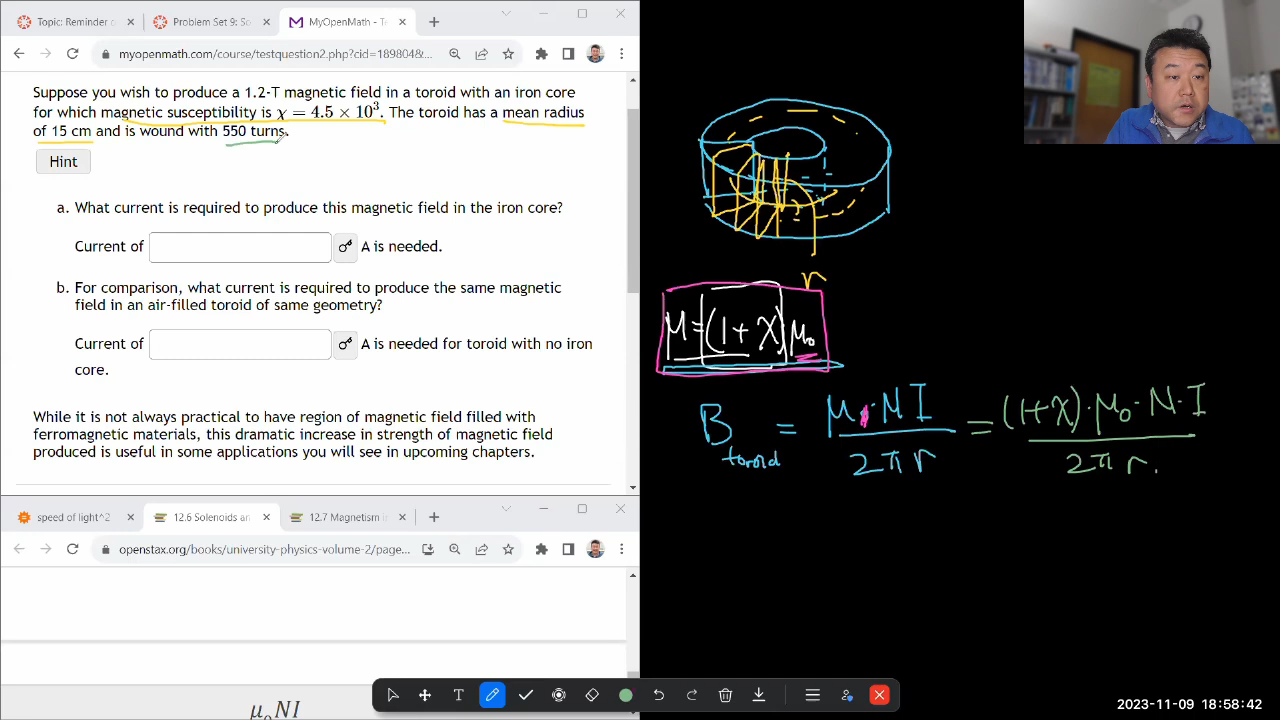 Topic: Reminder o
Problem Set 9: So
MyOpenMath - Te
myopenmath.com/course/testquestion2.php?cid=189804&...
Suppose you wish to produce a 1.2-T magnetic field in a toroid with an iron core
for which magnetic susceptibility is χ = 4.5 × 10³. The toroid has a mean radius
of 15 cm and is wound with 550 turns.
Hint
a. What current is required to produce this magnetic field in the iron core?
Current of A is needed.
b. For comparison, what current is required to produce the same magnetic
field in an air-filled toroid of same geometry?
Current of A is needed for toroid with no iron
core.
While it is not always practical to have region of magnetic field filled with
ferromagnetic materials, this dramatic increase in strength of magnetic field
produced is useful in some applications you will see in upcoming chapters.
speed of light^2
12.6 Solenoids an
12.7 Magnetism i
openstax.org/books/university-physics-volume-2/page...
μ₀NI
r
μ=(1+χ)μ₀
B toroid = μ·NI / 2πr = (1+χ)·μ₀·N·I / 2πr.
T
2023-11-09 18:58:42